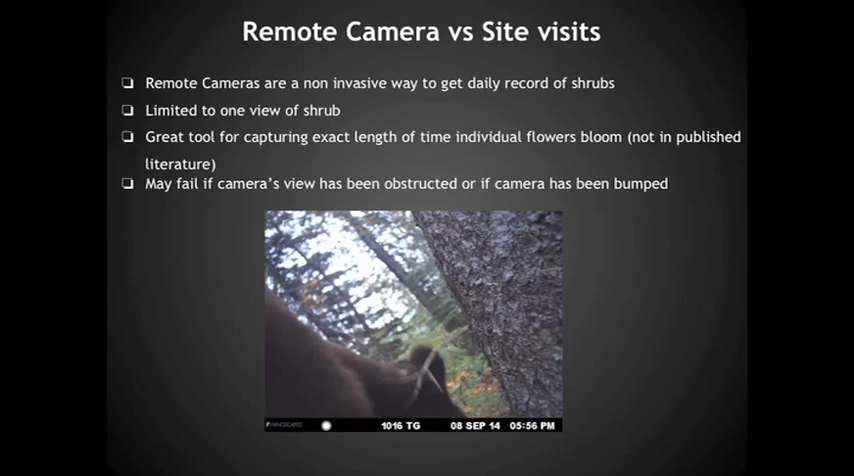 Remote Camera vs Site visits
❑ Remote Cameras are a non invasive way to get daily record of shrubs
❑ Limited to one view of shrub
❑ Great tool for capturing exact length of time individual flowers bloom (not in published
literature)
❑ May fail if camera's view has been obstructed or if camera has been bumped
WINGSCAPES 1016 TG 08 SEP 14 05:56 PM